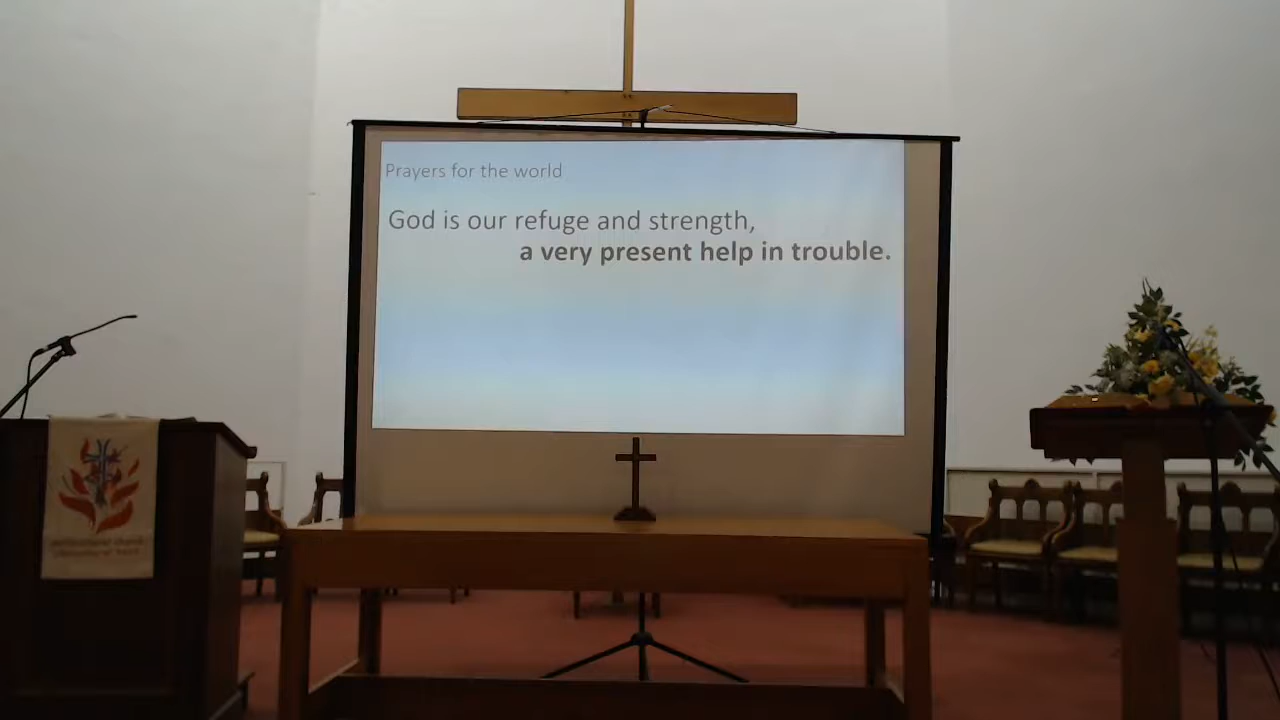 Prayers for the world
God is our refuge and strength,
a very present help in trouble.